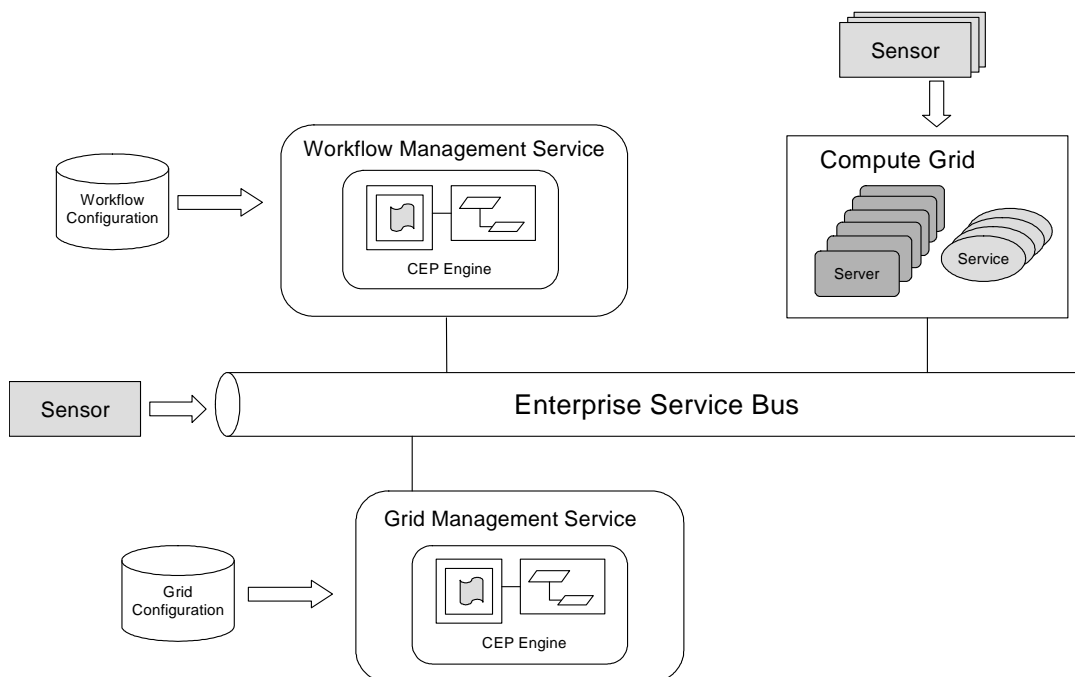 Sensor
Workflow Management Service
Compute Grid
Workflow
Configuration
CEP Engine
Server
Service
Sensor
Enterprise Service Bus
Grid Management Service
Grid
Configuration
CEP Engine